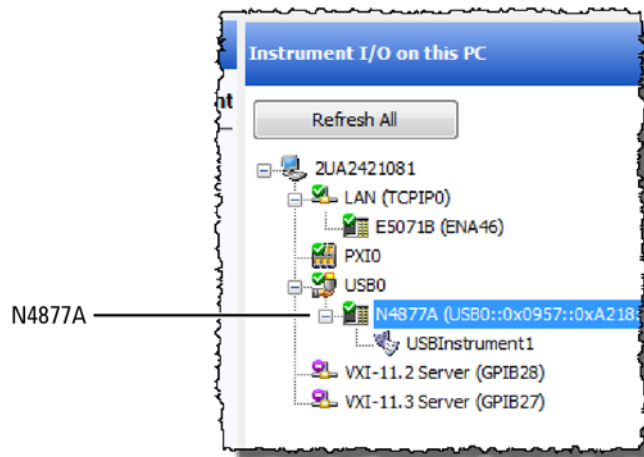 Instrument I/O on this PC
nt
Refresh All
2UA2421081
LAN (TCPIP0)
E5071B (ENA46)
PXI0
USB0
N4877A
N4877A (USB0::0x0957::0xA218:
USBInstrument1
VXI-11.2 Server (GPIB28)
VXI-11.3 Server (GPIB27)